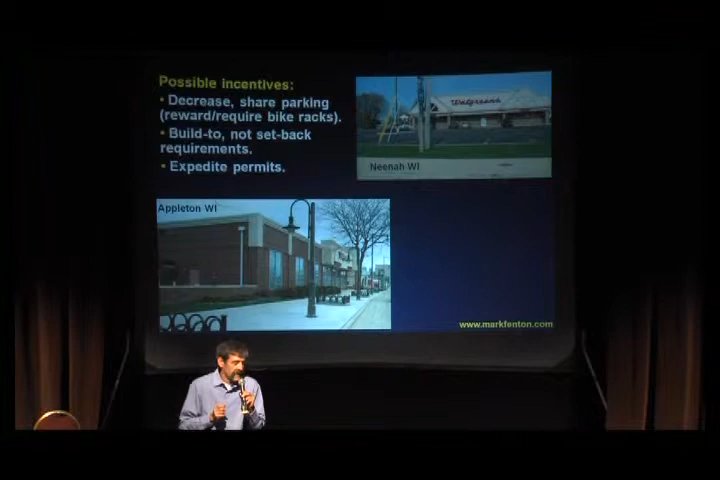 Possible incentives:
• Decrease, share parking
(reward/require bike racks).
• Build-to, not set-back
requirements.
• Expedite permits.
Walgreens
Neenah WI
Appleton WI
www.markfenton.com